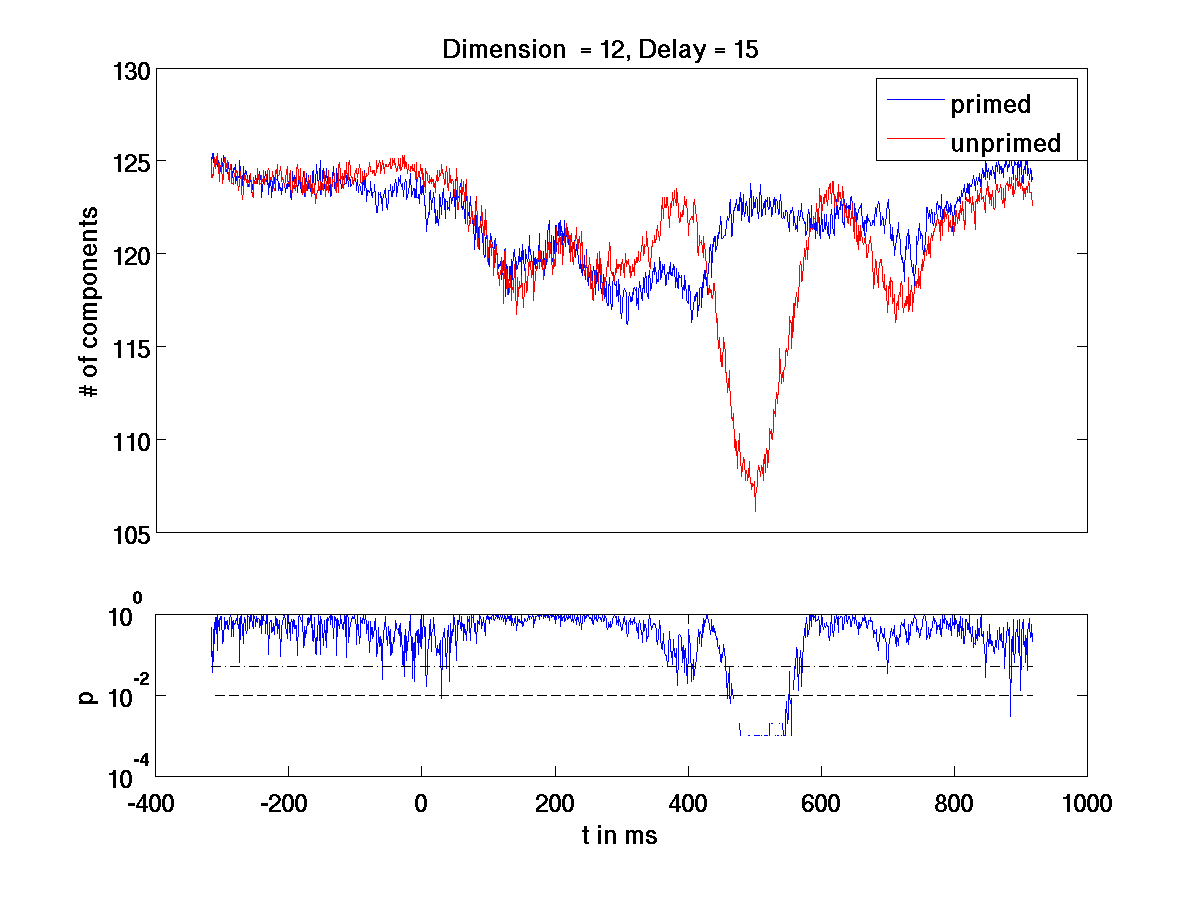 Dimension = 12, Delay = 15
130
125
120
115
110
105
# of components
primed
unprimed
10^0
10^-2
10^-4
p
-400 -200 0 200 400 600 800 1000
t in ms